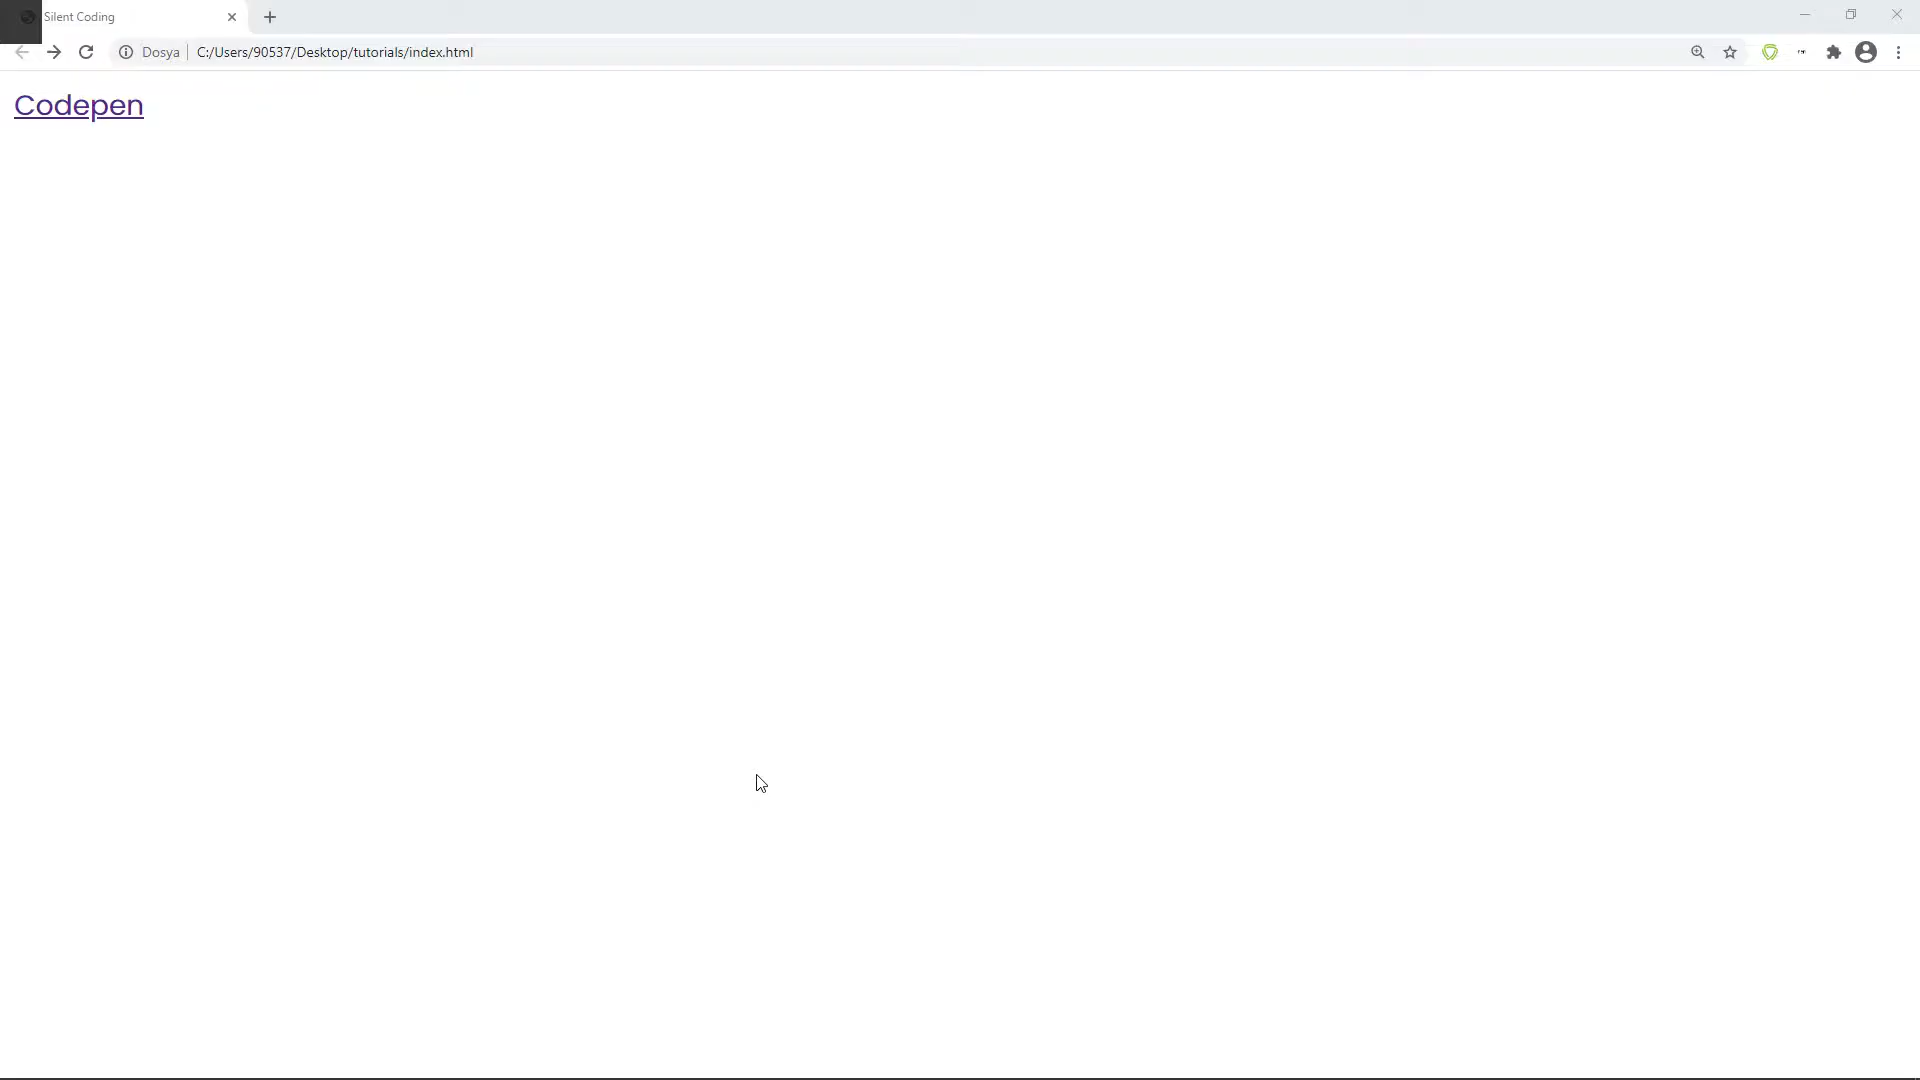 Silent Coding
Dosya C:/Users/90537/Desktop/tutorials/index.html
Codepen